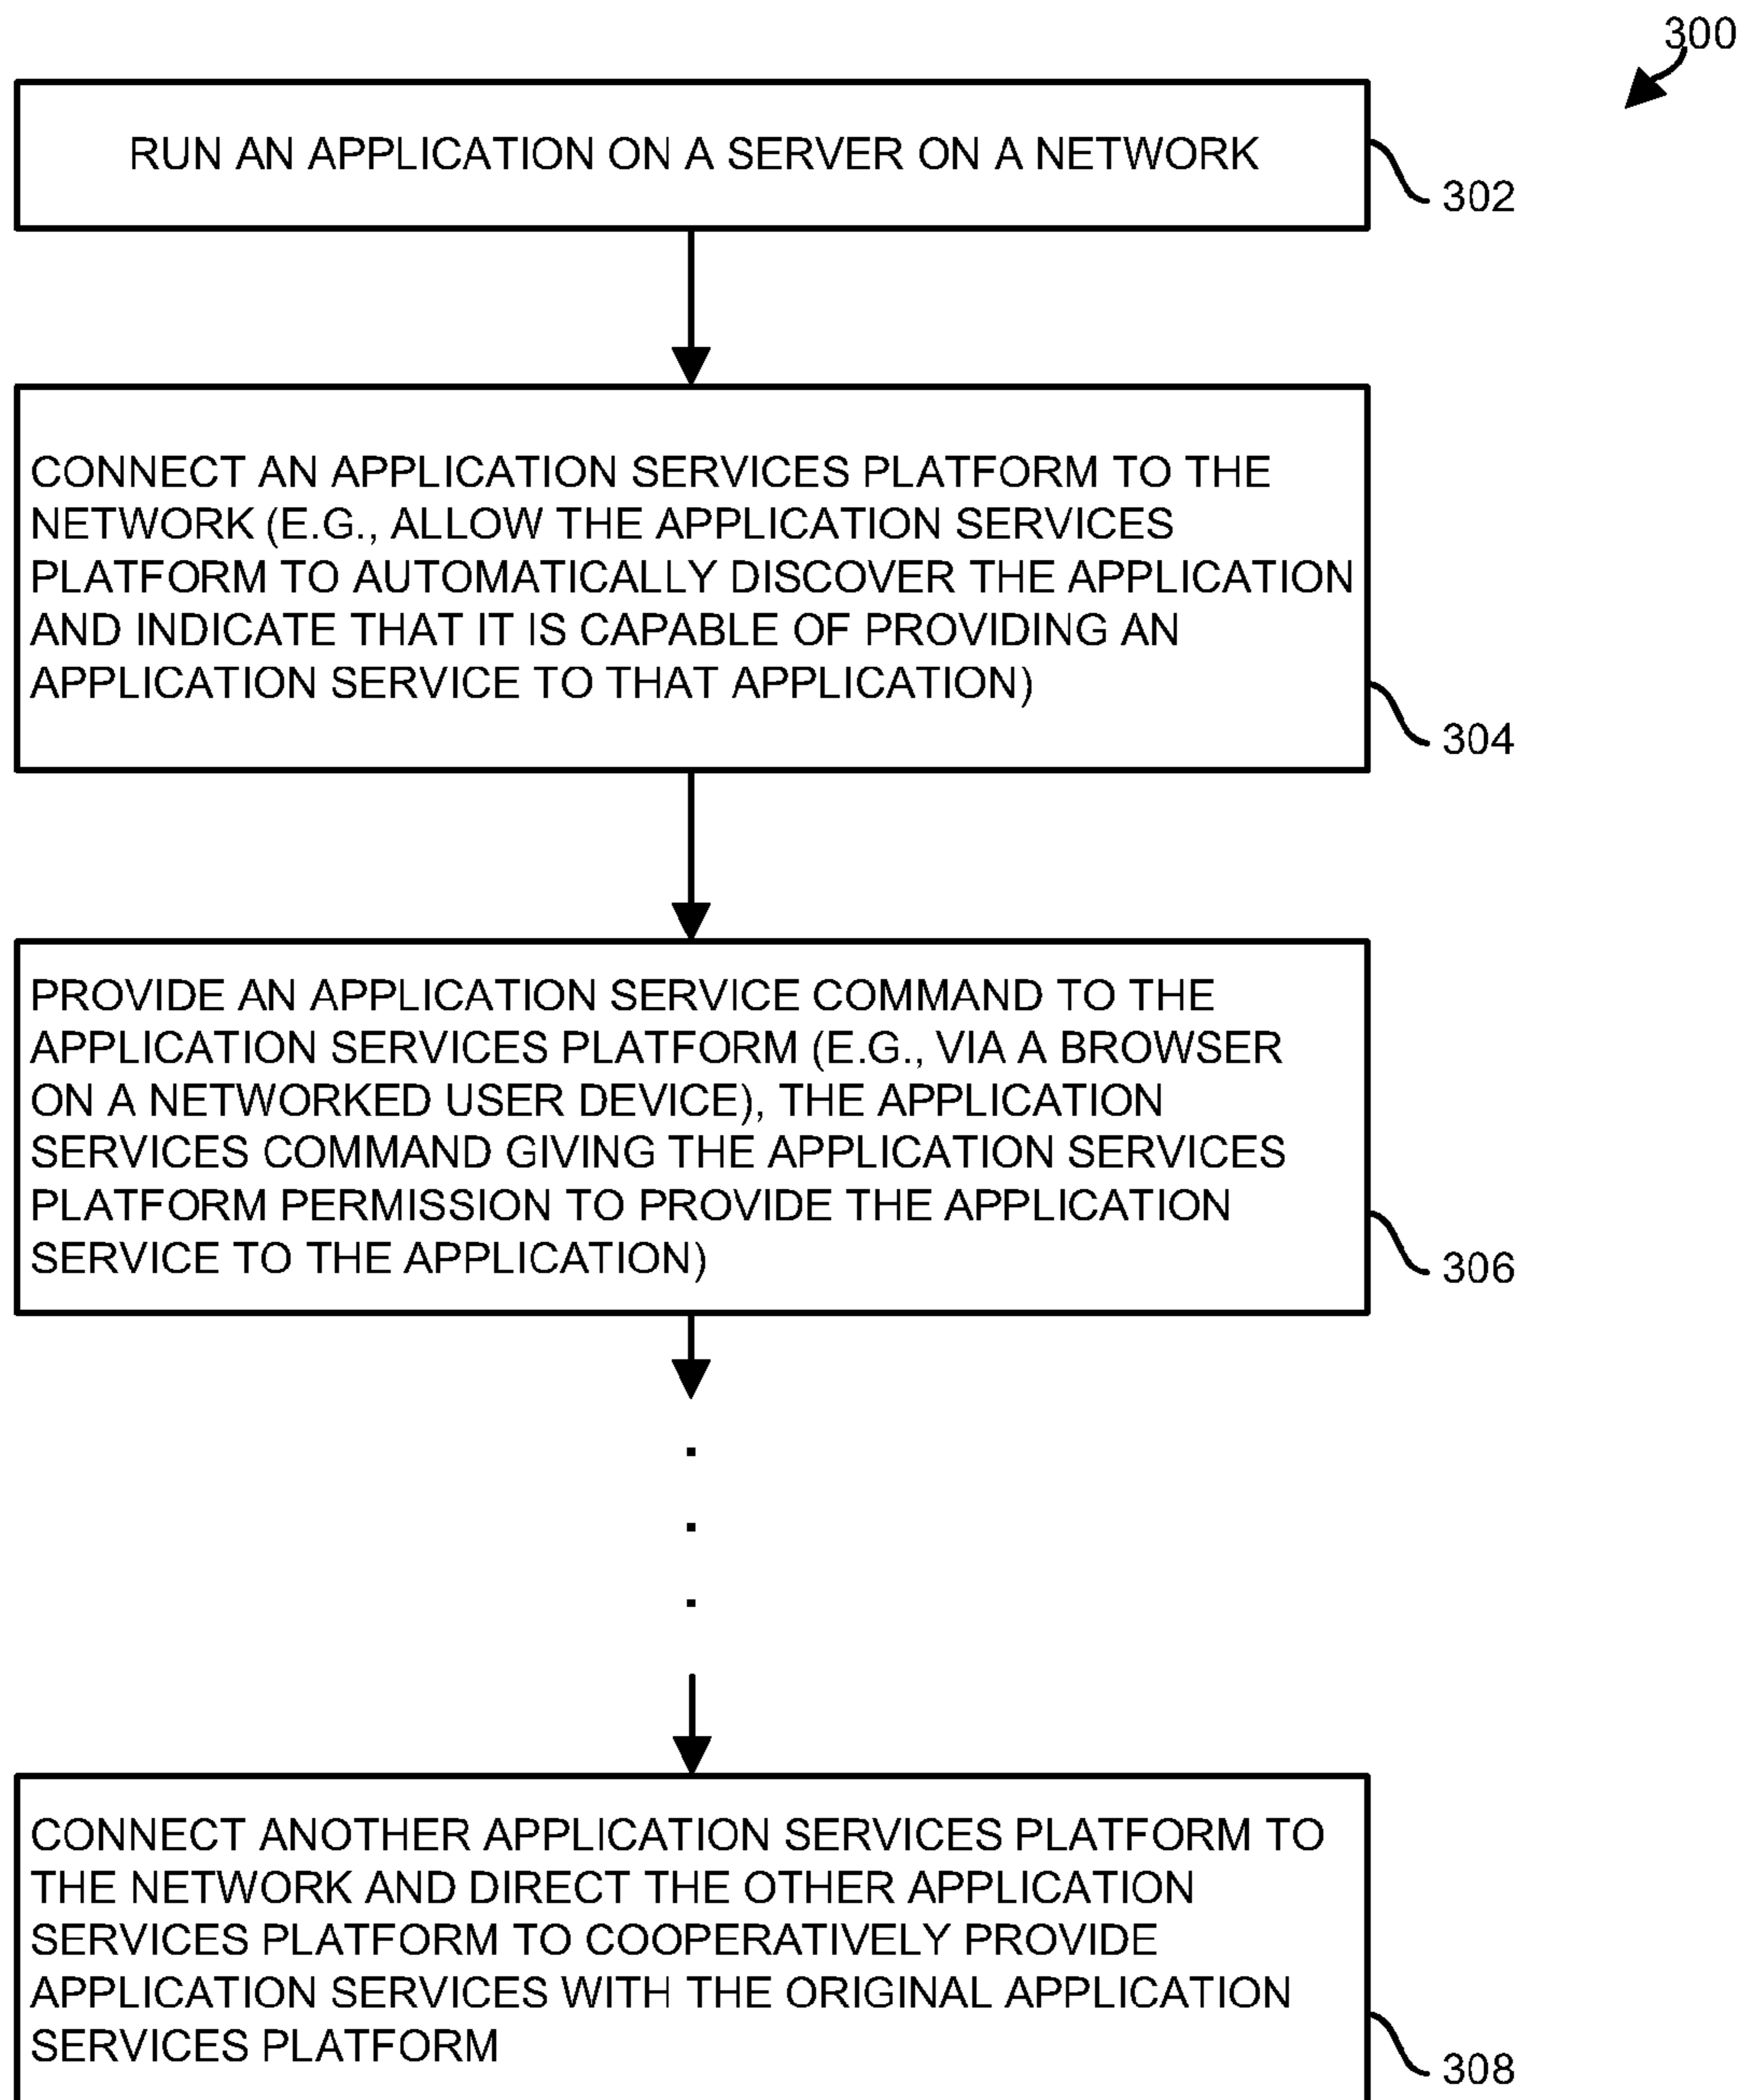 300
RUN AN APPLICATION ON A SERVER ON A NETWORK
302
CONNECT AN APPLICATION SERVICES PLATFORM TO THE
NETWORK (E.G., ALLOW THE APPLICATION SERVICES
PLATFORM TO AUTOMATICALLY DISCOVER THE APPLICATION
AND INDICATE THAT IT IS CAPABLE OF PROVIDING AN
APPLICATION SERVICE TO THAT APPLICATION)
304
PROVIDE AN APPLICATION SERVICE COMMAND TO THE
APPLICATION SERVICES PLATFORM (E.G., VIA A BROWSER
ON A NETWORKED USER DEVICE), THE APPLICATION
SERVICES COMMAND GIVING THE APPLICATION SERVICES
PLATFORM PERMISSION TO PROVIDE THE APPLICATION
SERVICE TO THE APPLICATION)
306
CONNECT ANOTHER APPLICATION SERVICES PLATFORM TO
THE NETWORK AND DIRECT THE OTHER APPLICATION
SERVICES PLATFORM TO COOPERATIVELY PROVIDE
APPLICATION SERVICES WITH THE ORIGINAL APPLICATION
SERVICES PLATFORM
308